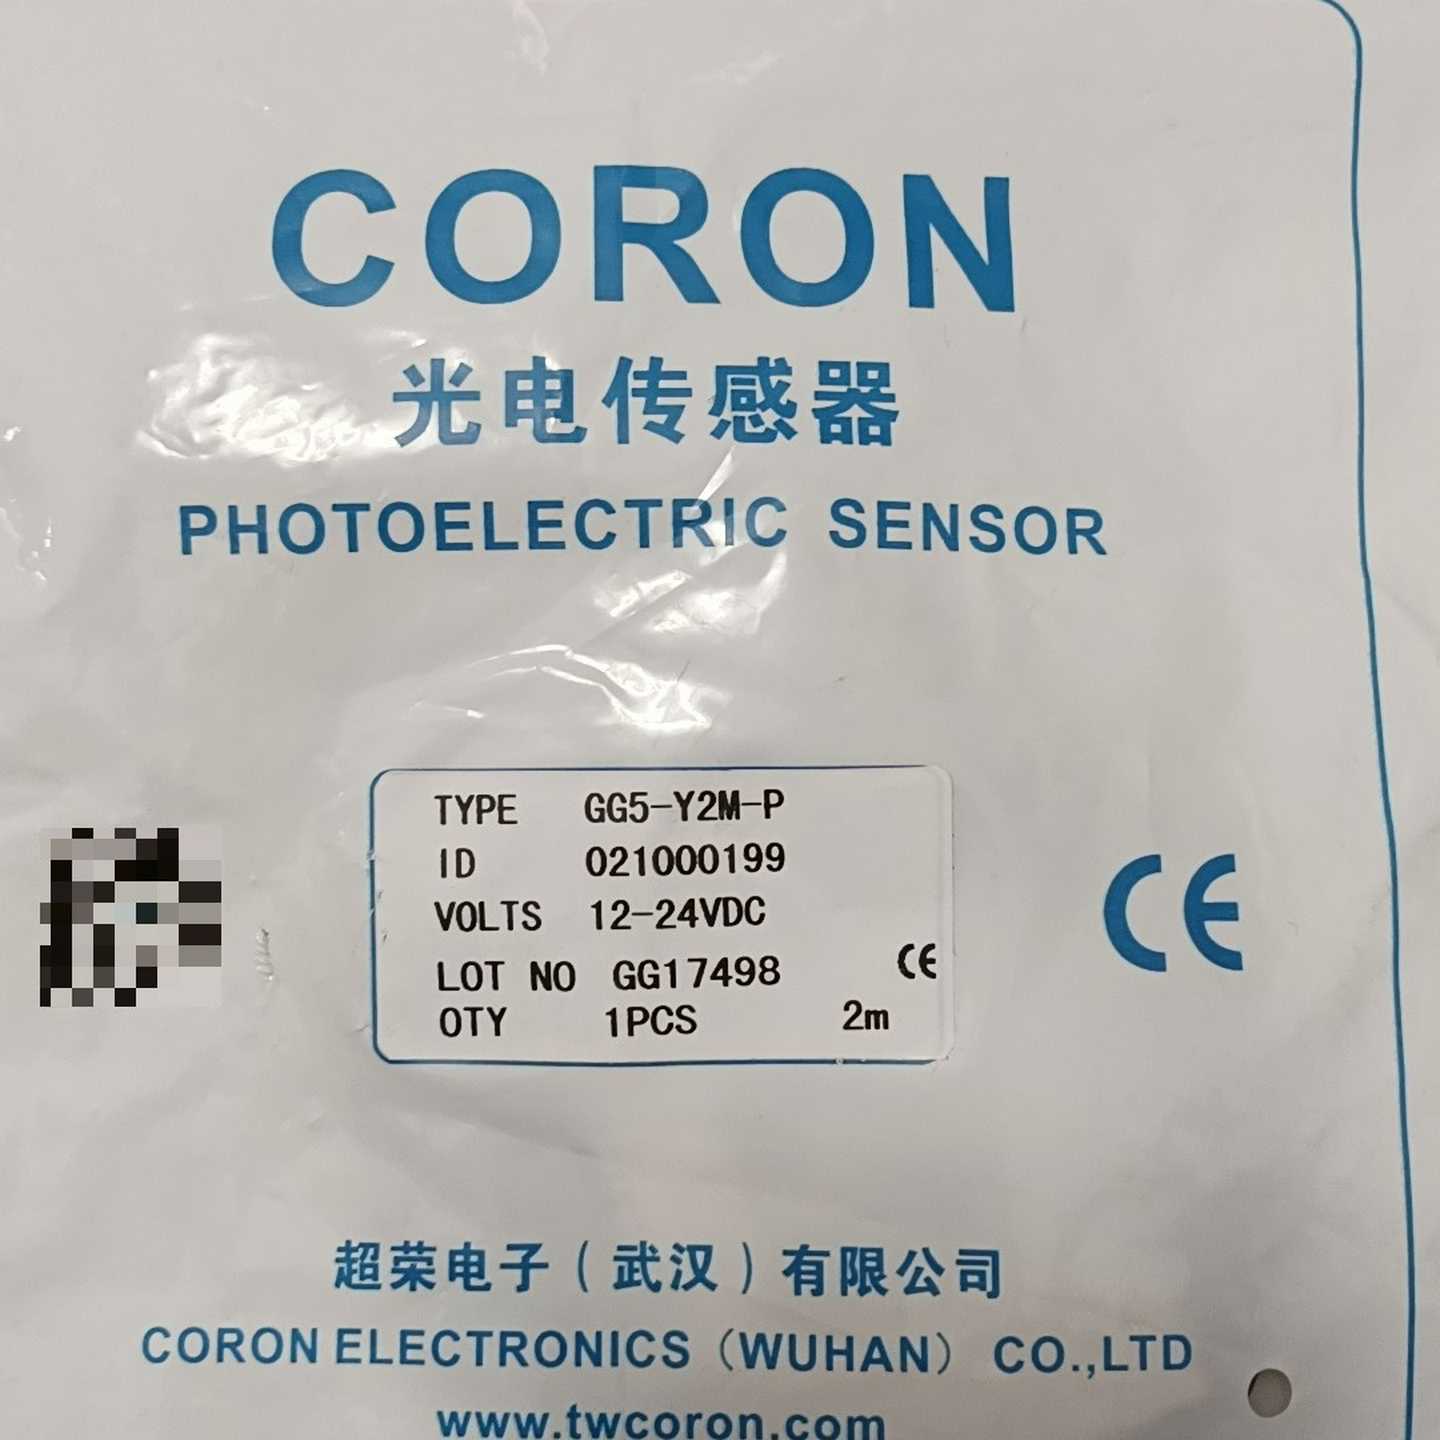 CORON
光电传感器
PHOTOELECTRIC SENSOR
TYPE GG5-Y2M-P
ID 021000199
VOLTS 12-24VDC
LOT NO GG17498 CE
QTY 1PCS 2m
CE
超荣电子（武汉）有限公司
CORON ELECTRONICS（WUHAN） CO.,LTD
www.twcoron.com